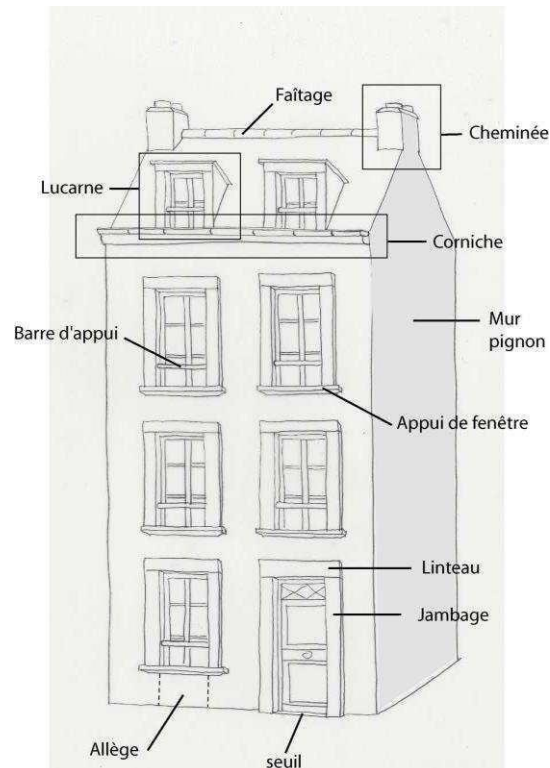 Faîtage
Cheminée
Lucarne
Corniche
Barre d'appui
Mur
pignon
Appui de fenêtre
Linteau
Jambage
Allège
seuil